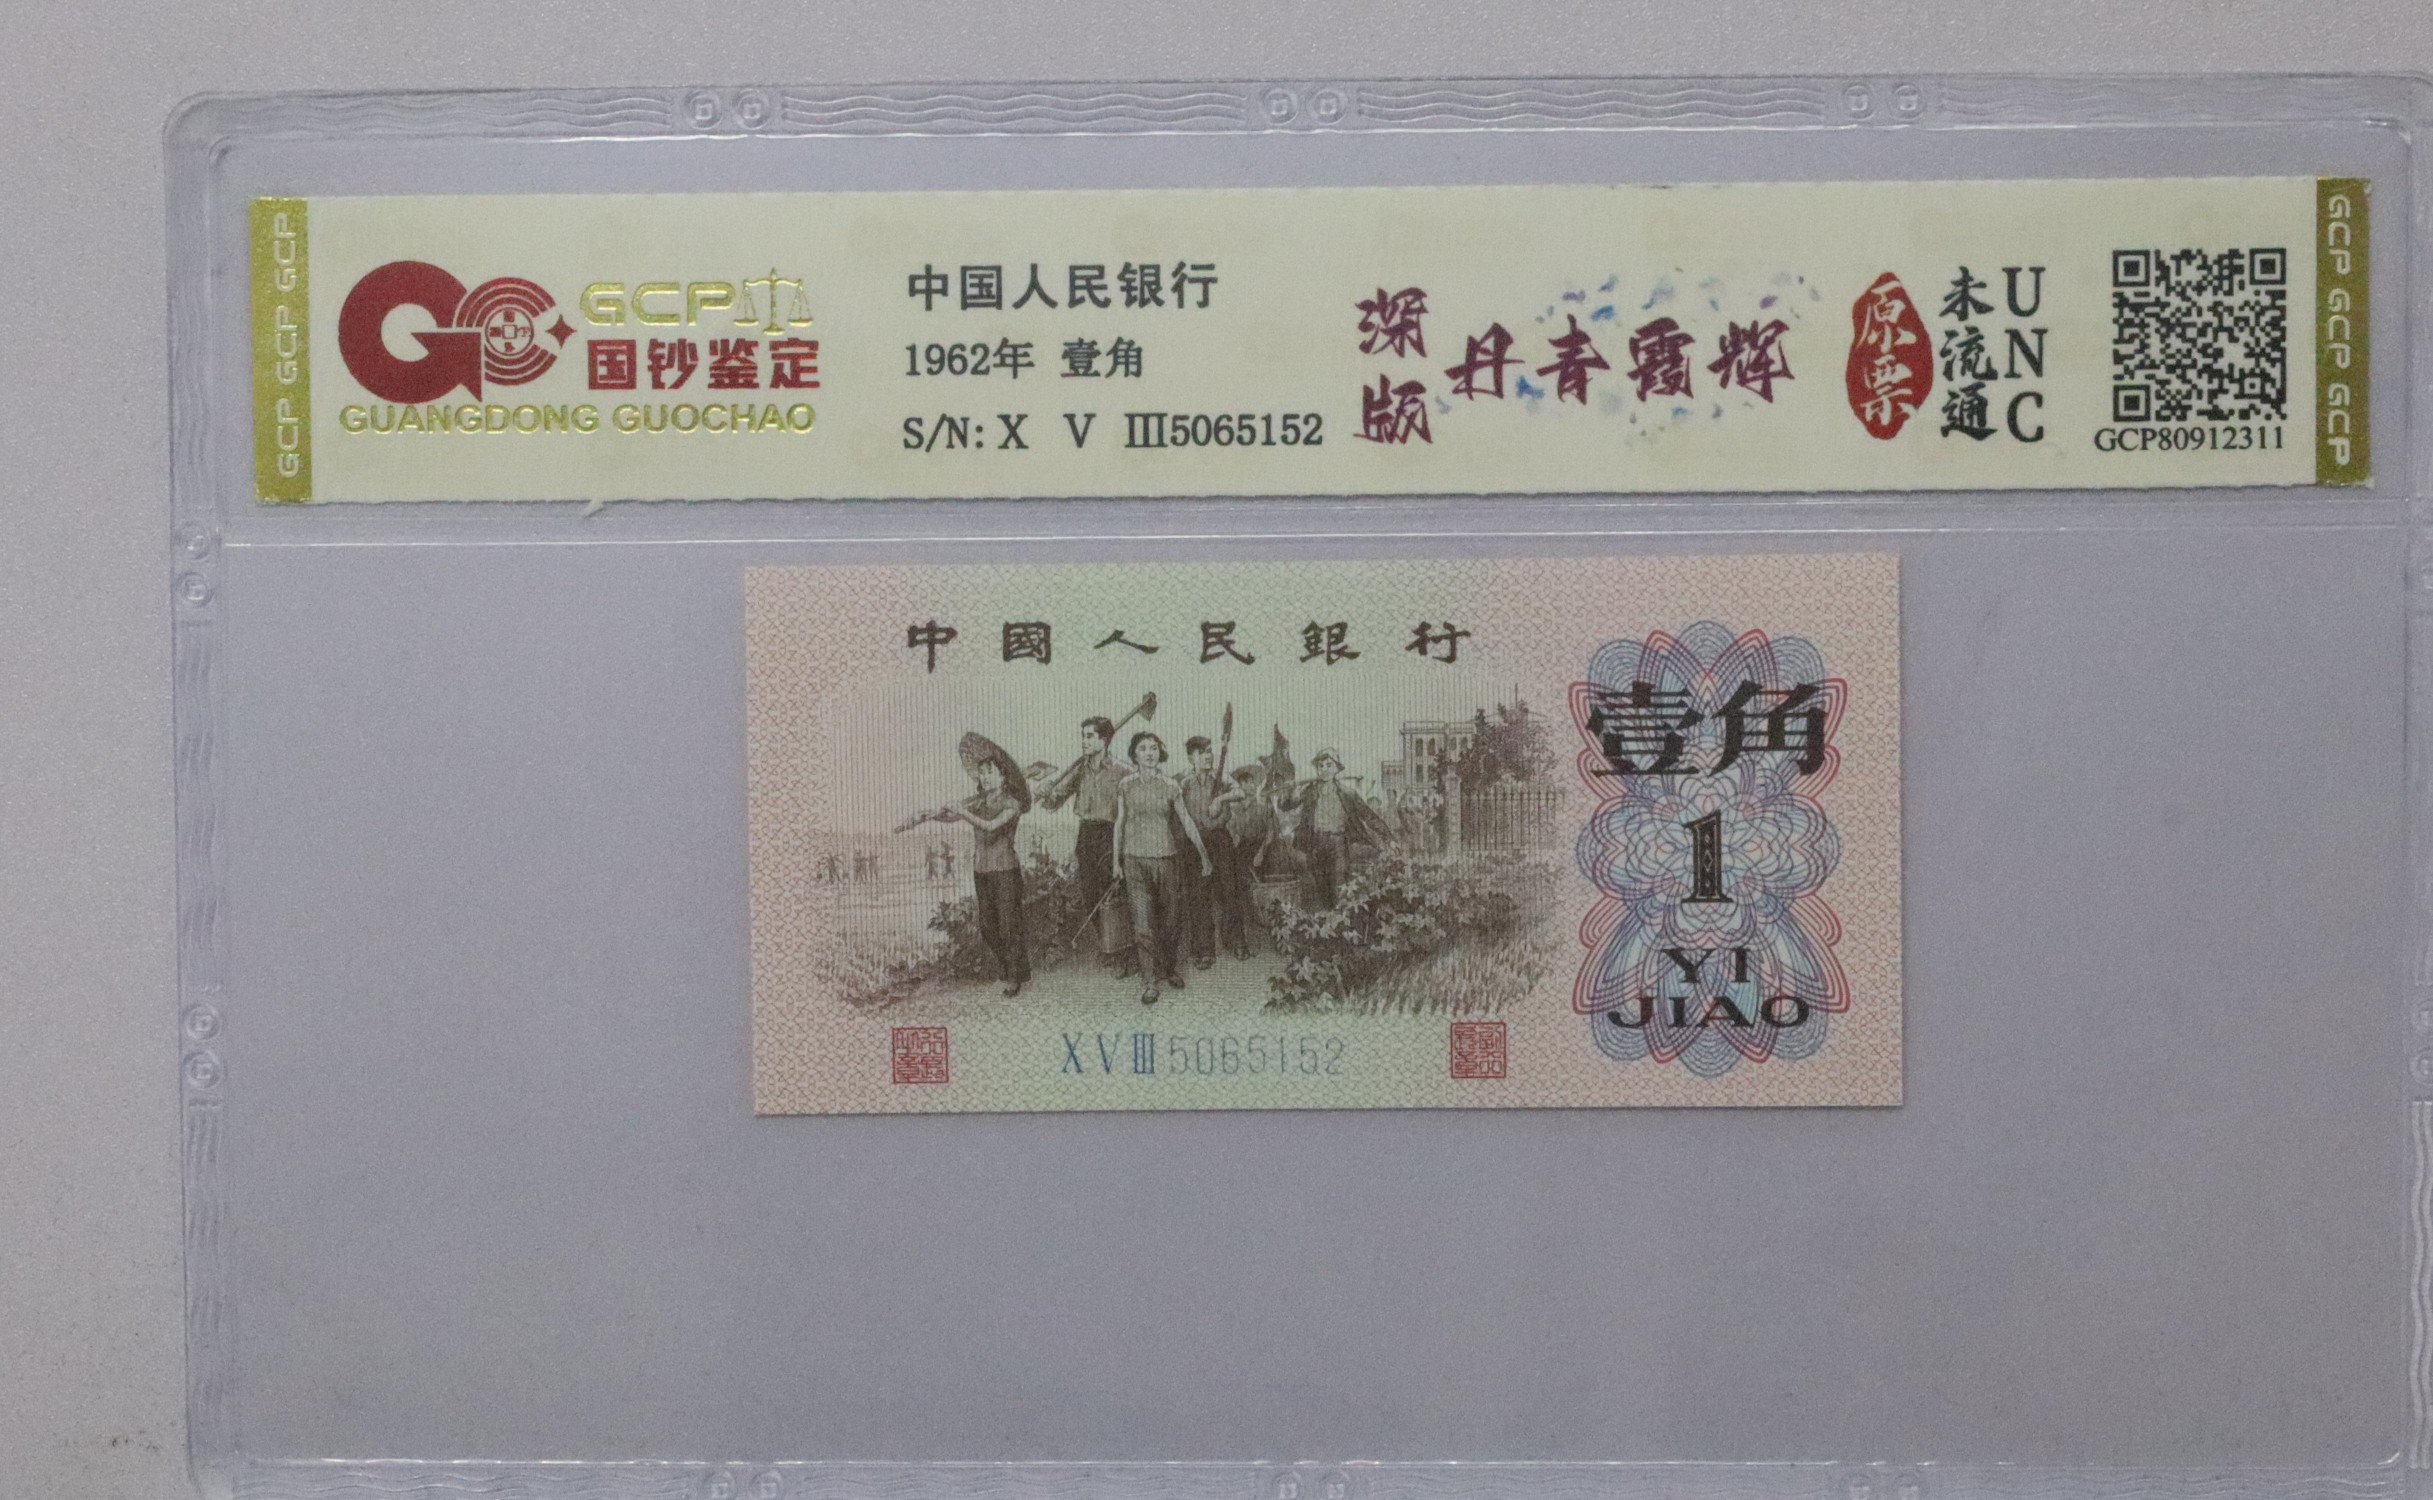 GCP GCP GCP
GCP
国钞鉴定
GUANGDONG GUOCHAO
中国人民银行
1962年 壹角
S/N: X V III5065152
深版
丹青霞辉
原票
未流通
UNC
GCP80912311
GCP GCP GCP
中國人民銀行
壹角
1
YI
JIAO
X V III 5065152